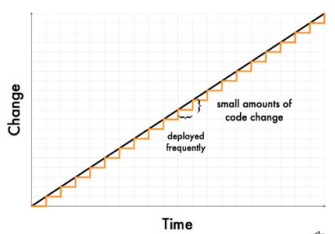 Change
small amounts of
code change
deployed
frequently
Time